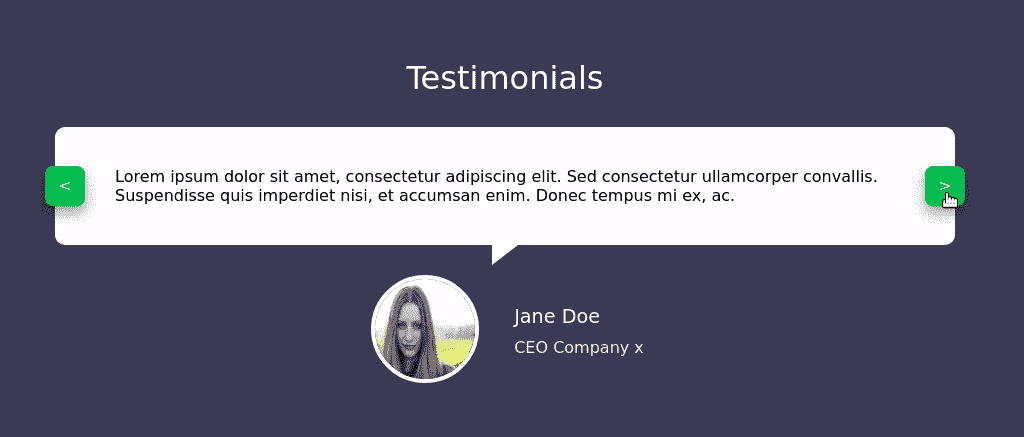 Testimonials
Lorem ipsum dolor sit amet, consectetur adipiscing elit. Sed consectetur ullamcorper convallis.
Suspendisse quis imperdiet nisi, et accumsan enim. Donec tempus mi ex, ac.
<
>
Jane Doe
CEO Company x